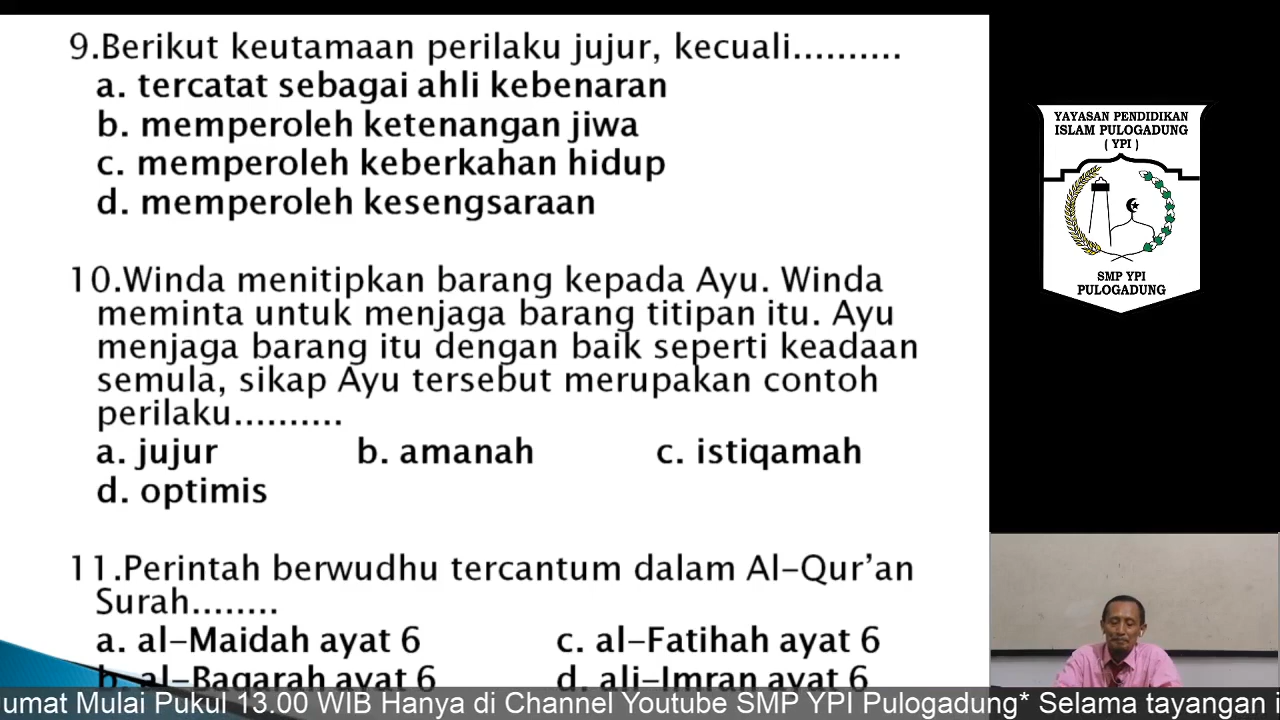 9.Berikut keutamaan perilaku jujur, kecuali..........
a. tercatat sebagai ahli kebenaran
b. memperoleh ketenangan jiwa
c. memperoleh keberkahan hidup
d. memperoleh kesengsaraan
10.Winda menitipkan barang kepada Ayu. Winda
meminta untuk menjaga barang titipan itu. Ayu
menjaga barang itu dengan baik seperti keadaan
semula, sikap Ayu tersebut merupakan contoh
perilaku..........
a. jujur b. amanah c. istiqamah
d. optimis
11.Perintah berwudhu tercantum dalam Al-Qur’an
Surah........
a. al-Maidah ayat 6 c. al-Fatihah ayat 6
b. al-Baqarah ayat 6 d. ali-Imran ayat 6
YAYASAN PENDIDIKAN
ISLAM PULOGADUNG
( YPI )
SMP YPI
PULOGADUNG
umat Mulai Pukul 13.00 WIB Hanya di Channel Youtube SMP YPI Pulogadung* Selama tayangan i